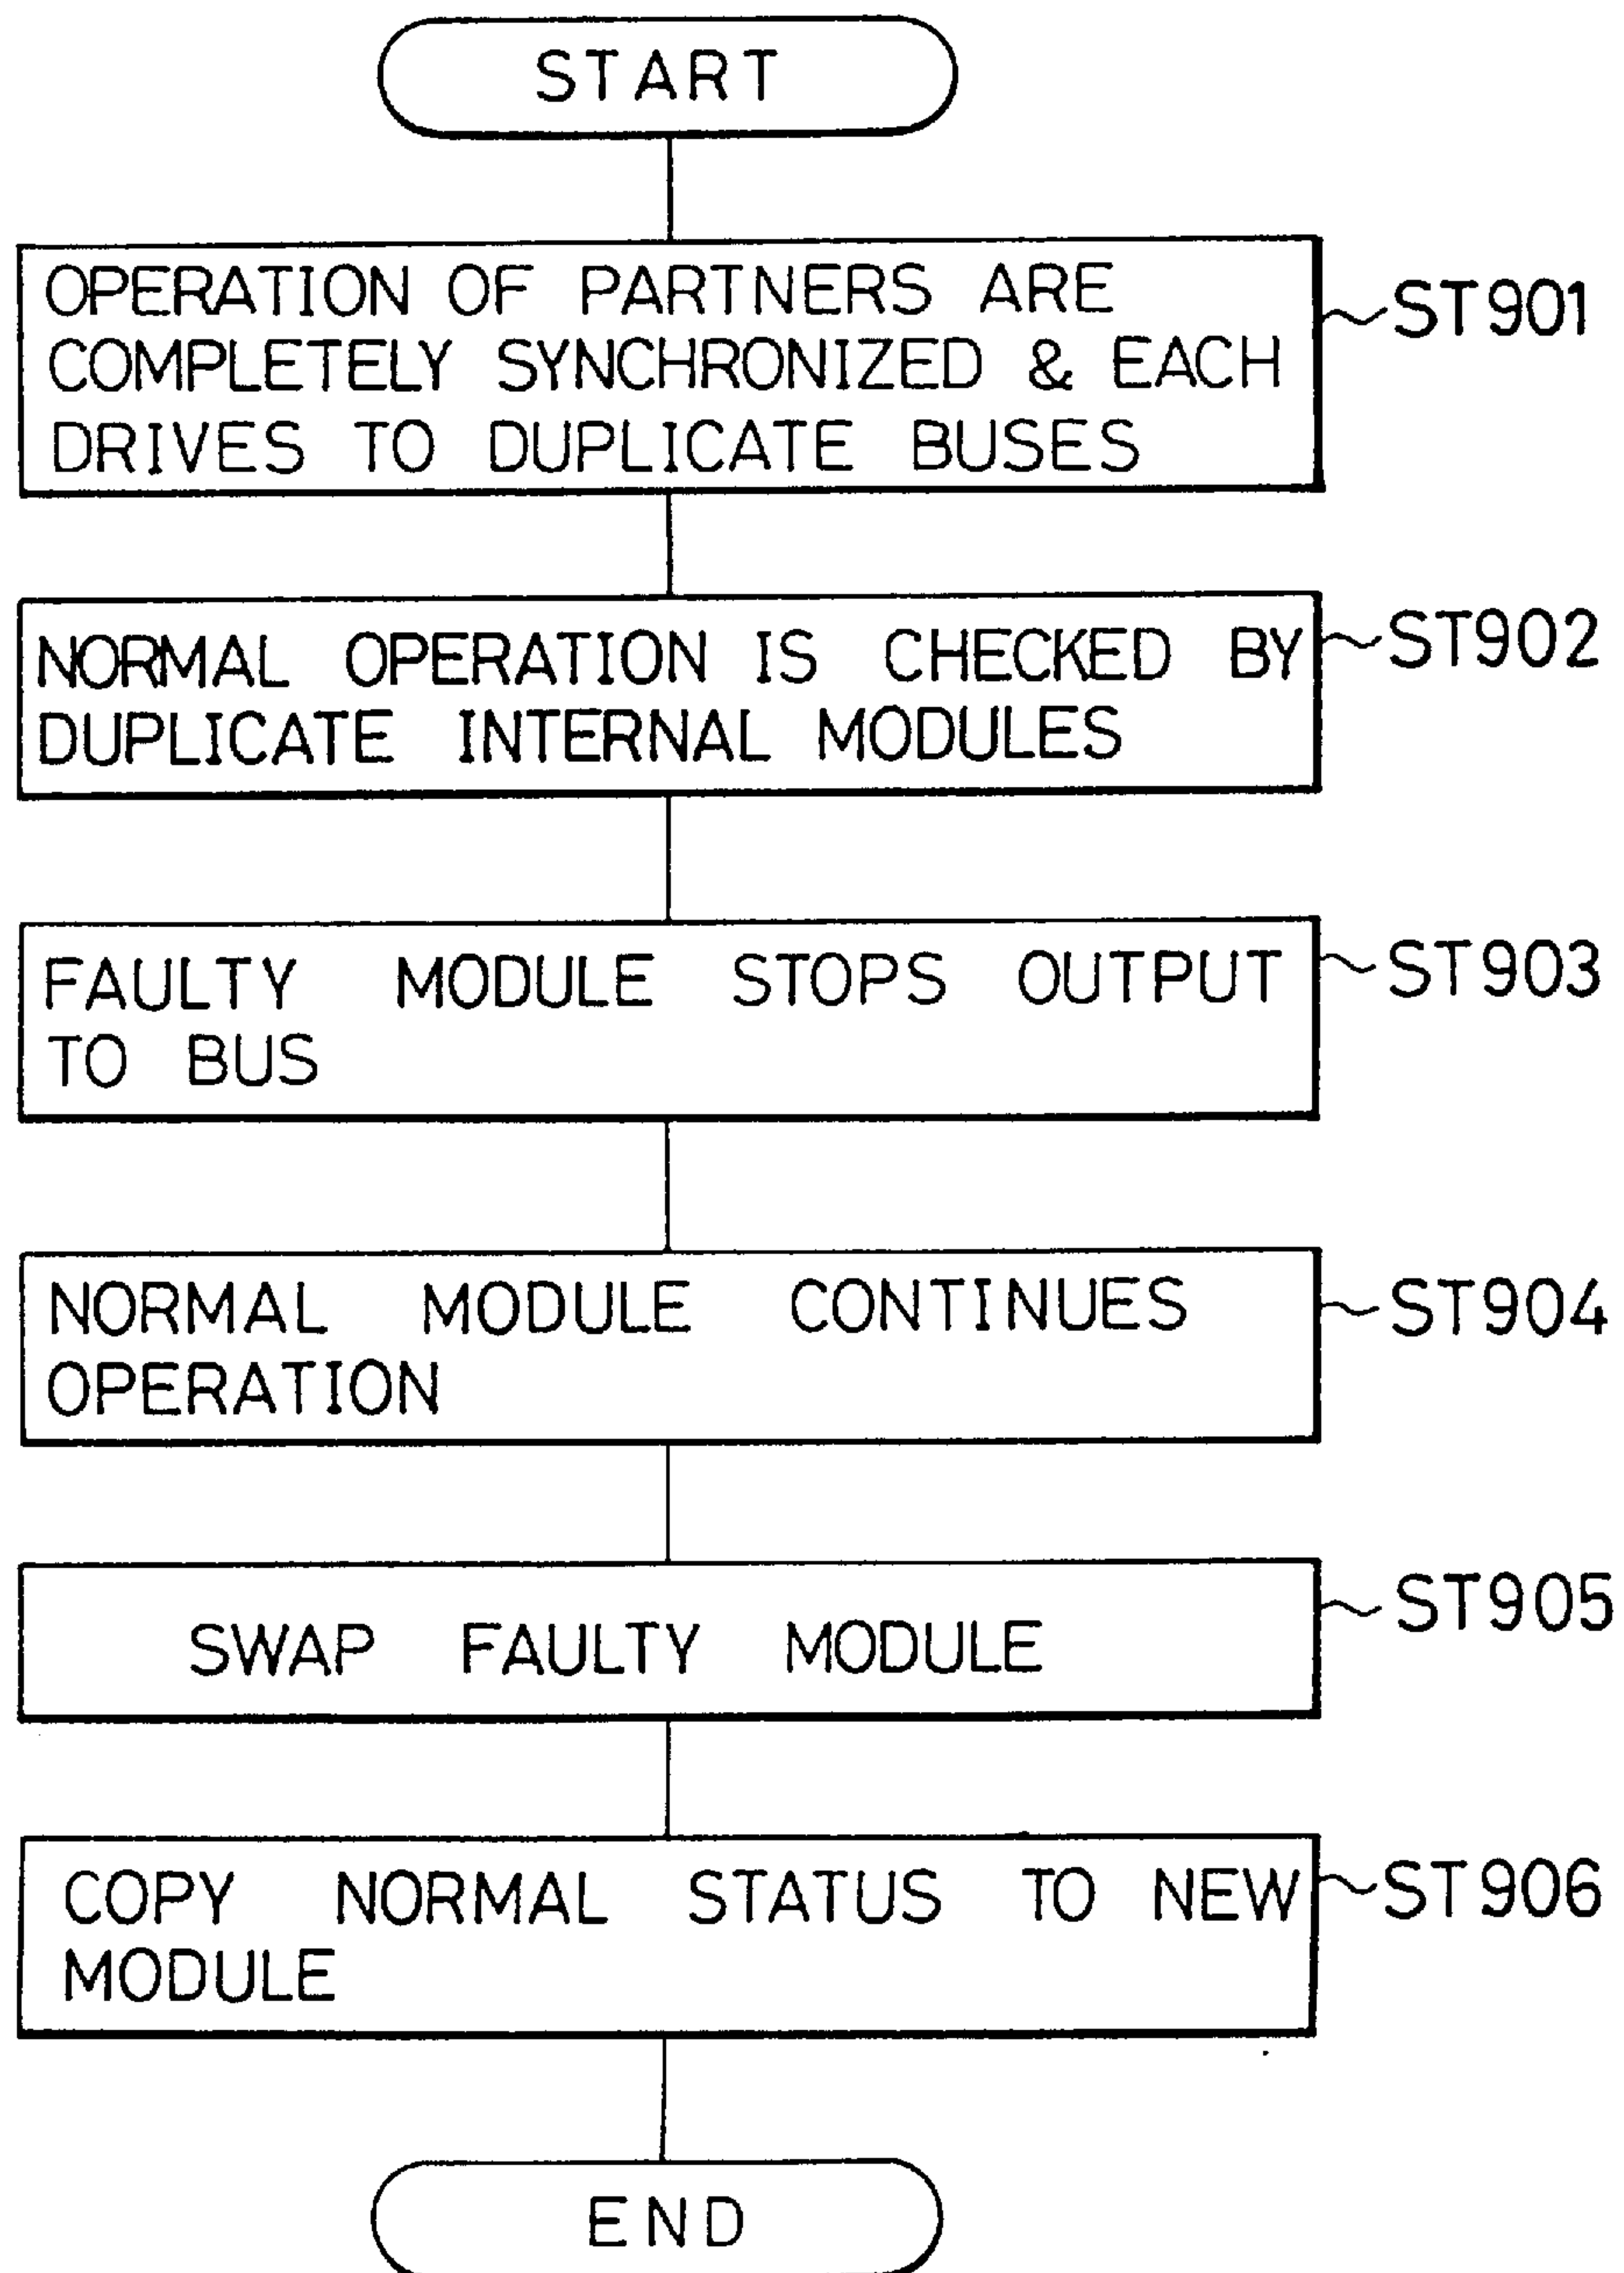 START
OPERATION OF PARTNERS ARE
COMPLETELY SYNCHRONIZED & EACH
DRIVES TO DUPLICATE BUSES
ST901
NORMAL OPERATION IS CHECKED BY
DUPLICATE INTERNAL MODULES
ST902
FAULTY MODULE STOPS OUTPUT
TO BUS
ST903
NORMAL MODULE CONTINUES
OPERATION
ST904
SWAP FAULTY MODULE
ST905
COPY NORMAL STATUS TO NEW
MODULE
ST906
END